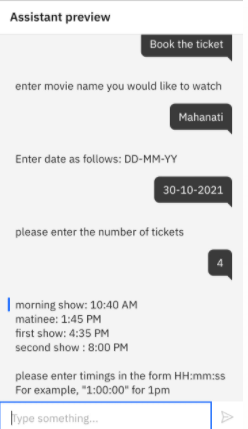 Assistant preview
Book the ticket
enter movie name you would like to watch
Mahanati
Enter date as follows: DD-MM-YY
30-10-2021
please enter the number of tickets
4
morning show: 10:40 AM
matinee: 1:45 PM
first show: 4:35 PM
second show : 8:00 PM
please enter timings in the form HH:mm:ss
For example, "1:00:00" for 1pm
Type something...